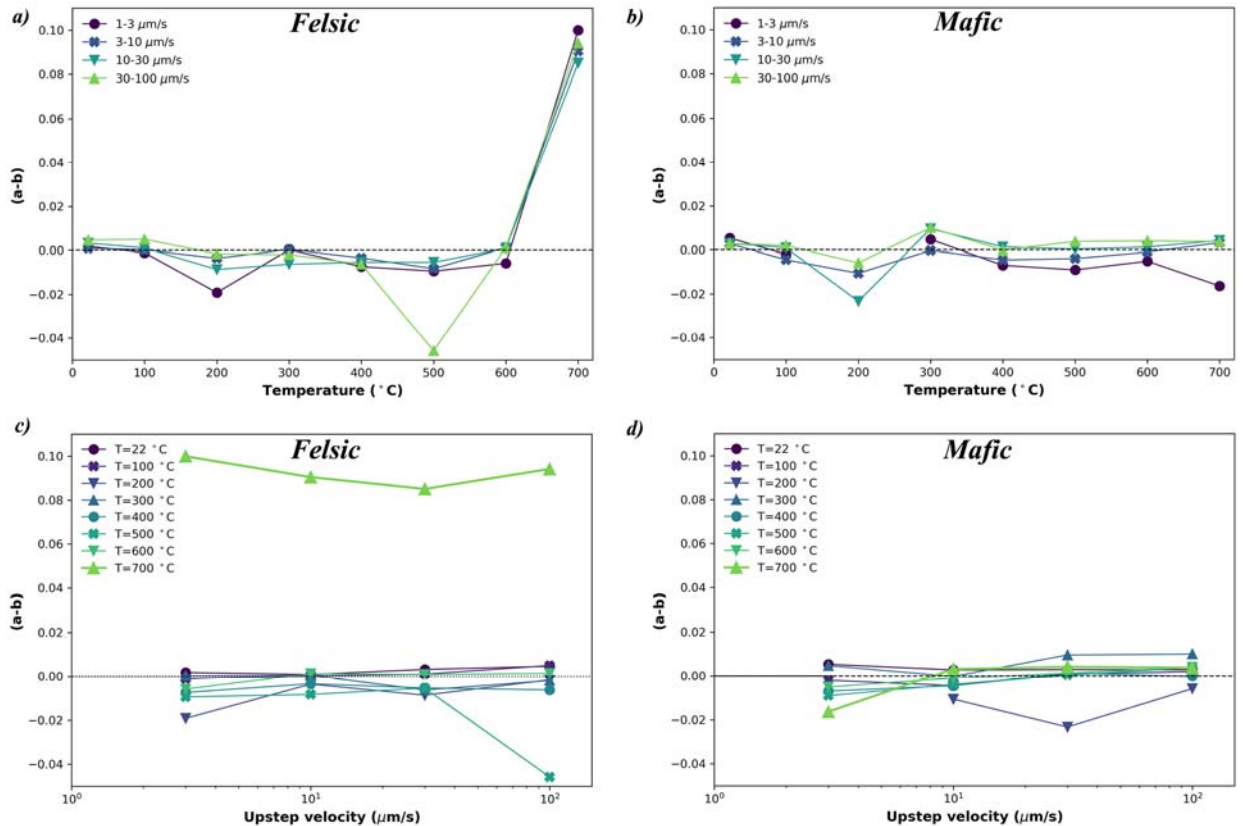 a)
Felsic
1-3 μm/s
3-10 μm/s
10-30 μm/s
30-100 μm/s
0.10
0.08
0.06
0.04
0.02
0.00
−0.02
−0.04
(a-b)
0 100 200 300 400 500 600 700
Temperature (˚C)
b)
Mafic
1-3 μm/s
3-10 μm/s
10-30 μm/s
30-100 μm/s
0.10
0.08
0.06
0.04
0.02
0.00
−0.02
−0.04
(a-b)
0 100 200 300 400 500 600 700
Temperature (˚C)
c)
Felsic
T=22 ˚C
T=100 ˚C
T=200 ˚C
T=300 ˚C
T=400 ˚C
T=500 ˚C
T=600 ˚C
T=700 ˚C
0.10
0.08
0.06
0.04
0.02
0.00
−0.02
−0.04
(a-b)
10⁰ 10¹ 10²
Upstep velocity (μm/s)
d)
Mafic
T=22 ˚C
T=100 ˚C
T=200 ˚C
T=300 ˚C
T=400 ˚C
T=500 ˚C
T=600 ˚C
T=700 ˚C
0.10
0.08
0.06
0.04
0.02
0.00
−0.02
−0.04
(a-b)
10⁰ 10¹ 10²
Upstep velocity (μm/s)